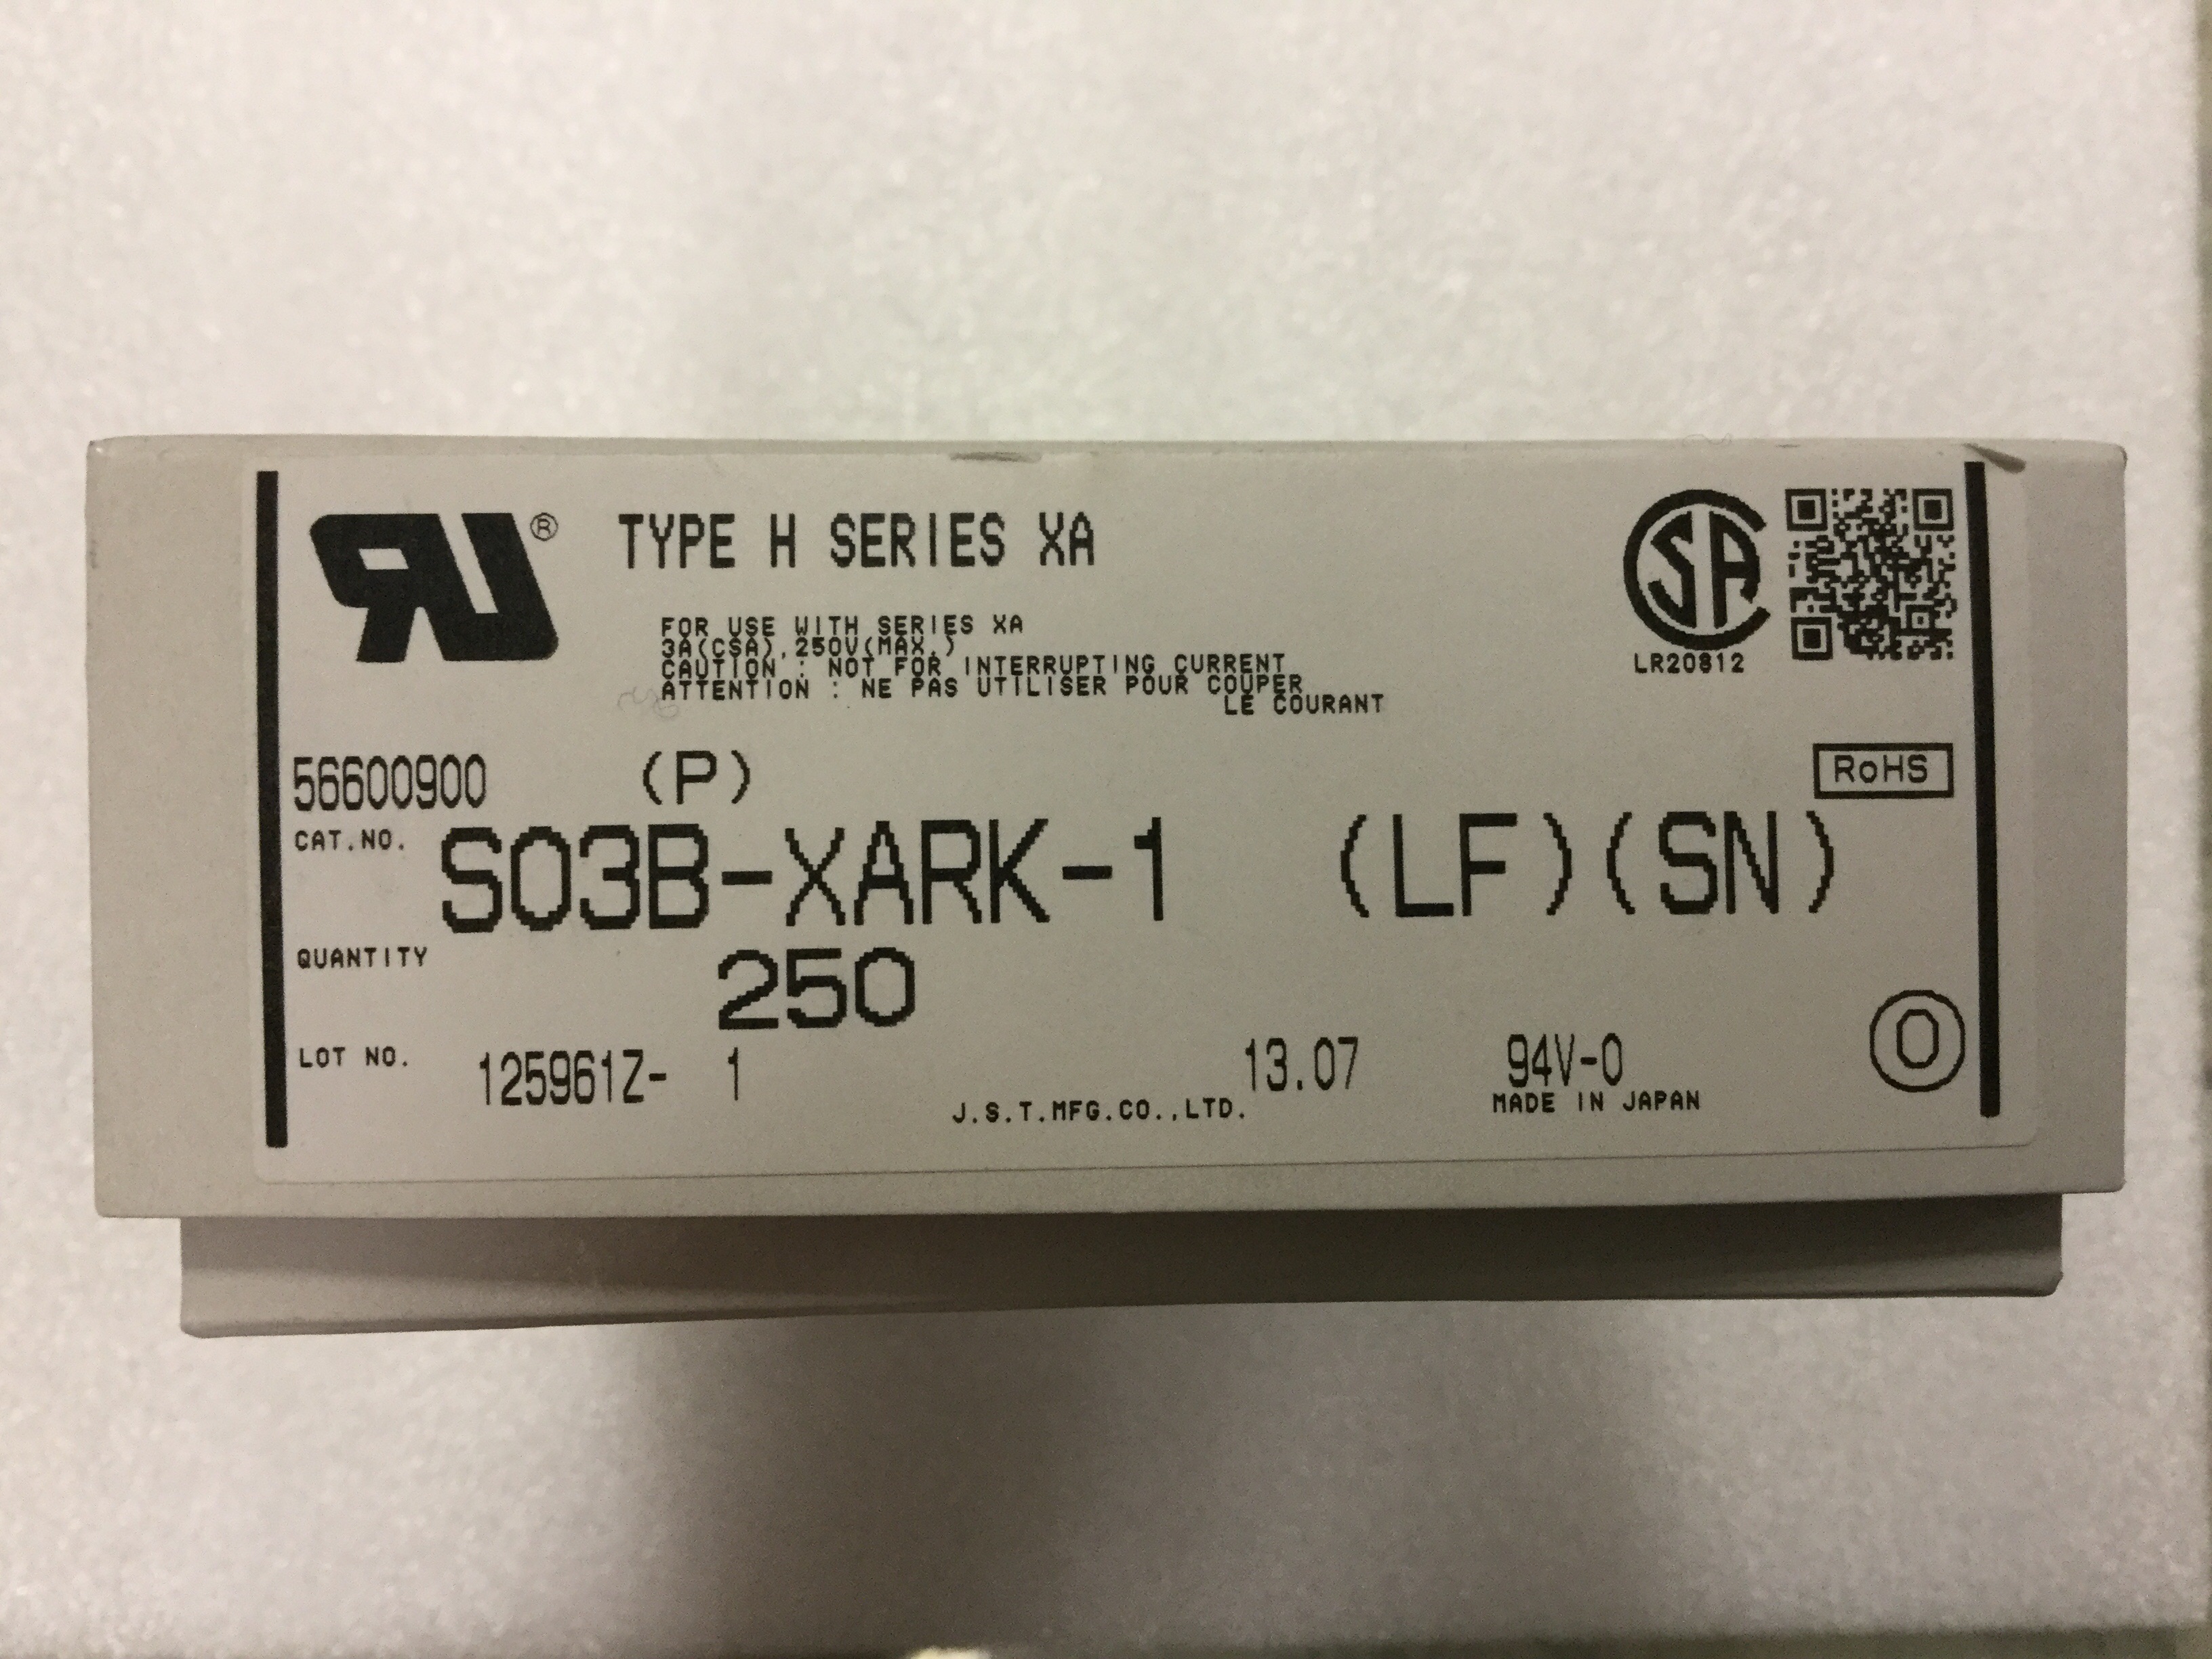 RU® TYPE H SERIES XA
FOR USE WITH SERIES XA
3A(CSA),250V(MAX.)
CAUTION : NOT FOR INTERRUPTING CURRENT
ATTENTION : NE PAS UTILISER POUR COUPER
LE COURANT
SA
LR20812
56600900 (P) RoHS
CAT.NO. S03B-XARK-1 (LF)(SN)
QUANTITY 250
LOT NO. 125961Z- 1 13.07 94V-0 O
J.S.T.MFG.CO.,LTD. MADE IN JAPAN